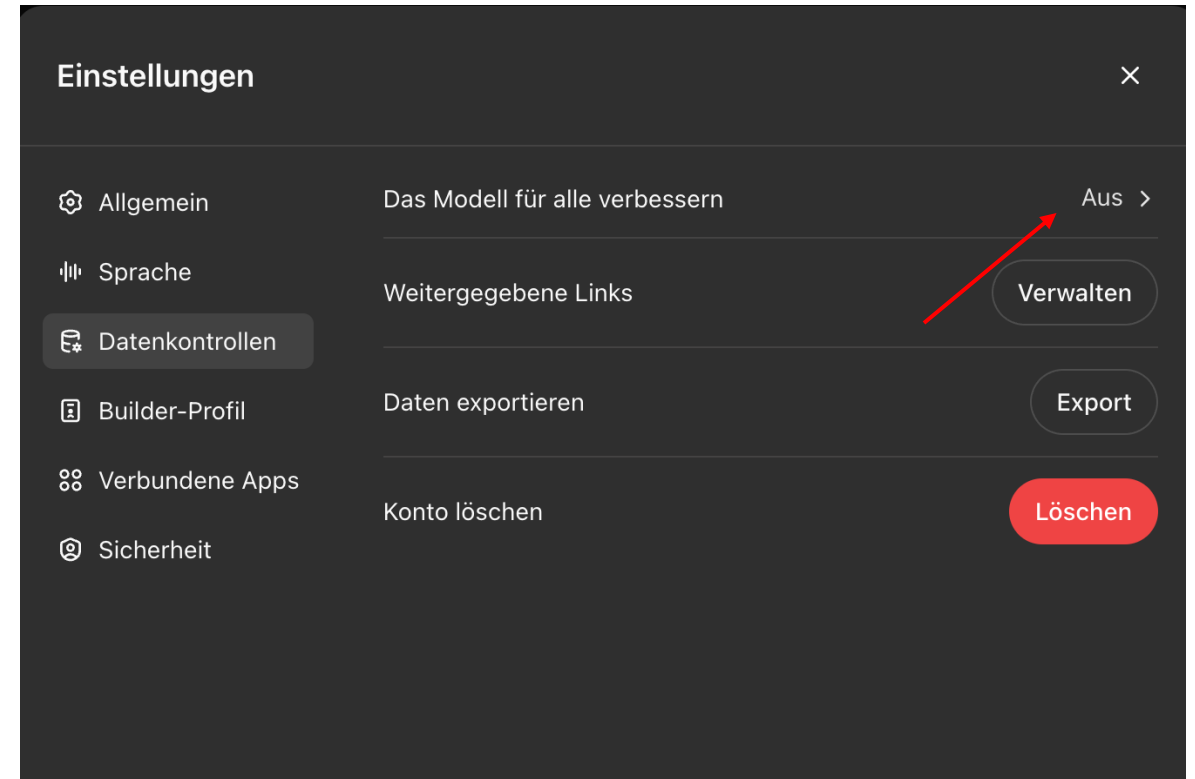 Einstellungen
Allgemein
Sprache
Datenkontrollen
Builder-Profil
Verbundene Apps
Sicherheit
Das Modell für alle verbessern Aus
Weitergegebene Links Verwalten
Daten exportieren Export
Konto löschen Löschen